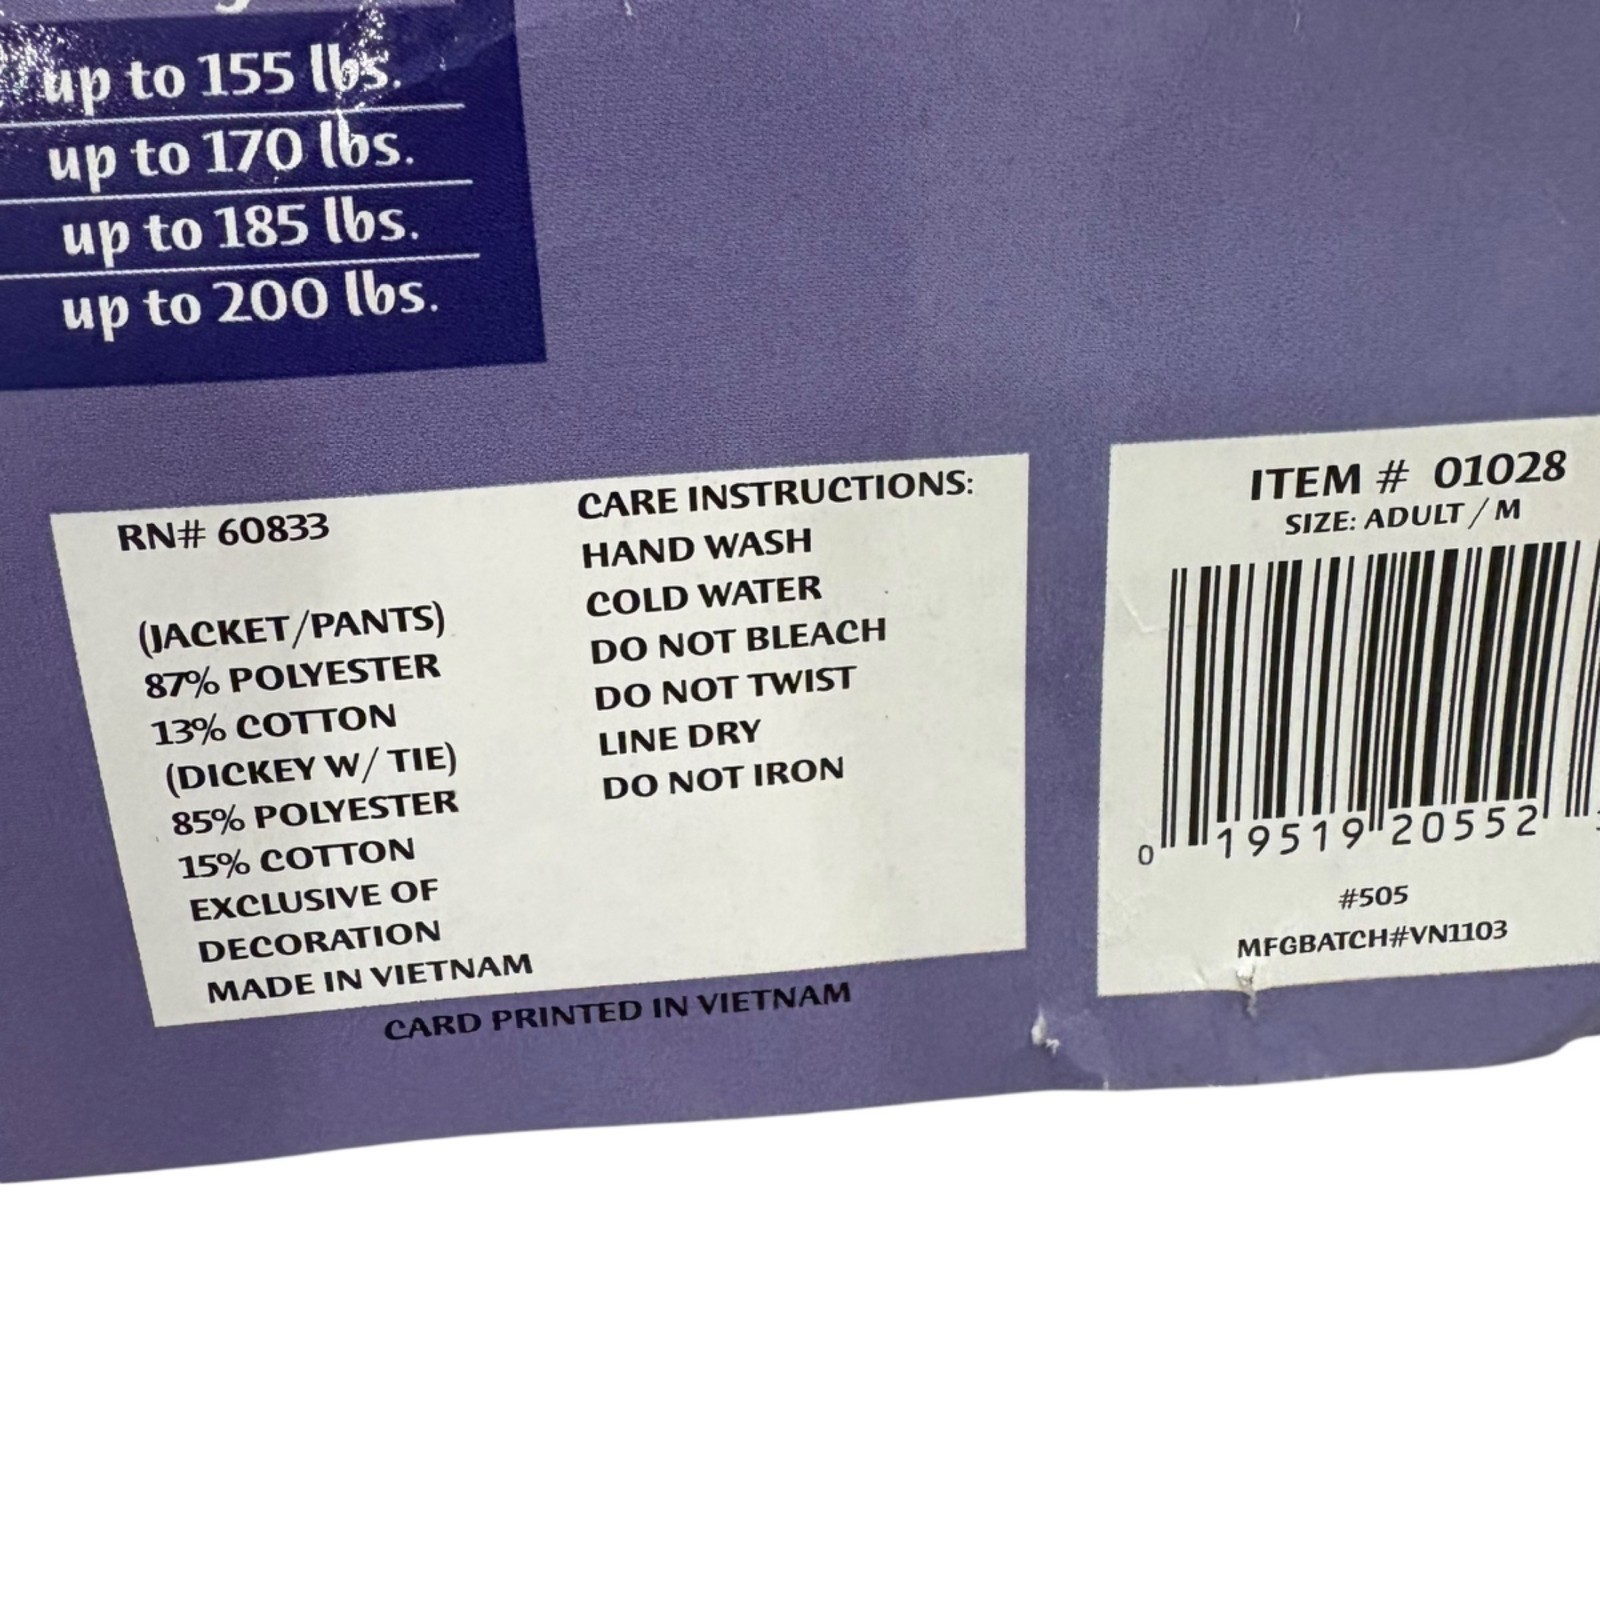 up to 155 lbs.
up to 170 lbs.
up to 185 lbs.
up to 200 lbs.
RN# 60833
(JACKET/PANTS)
87% POLYESTER
13% COTTON
(DICKEY W/ TIE)
85% POLYESTER
15% COTTON
EXCLUSIVE OF
DECORATION
MADE IN VIETNAM
CARE INSTRUCTIONS:
HAND WASH
COLD WATER
DO NOT BLEACH
DO NOT TWIST
LINE DRY
DO NOT IRON
CARD PRINTED IN VIETNAM
ITEM # 01028
SIZE: ADULT / M
0 19519 20552
#505
MFGBATCH#VN1103